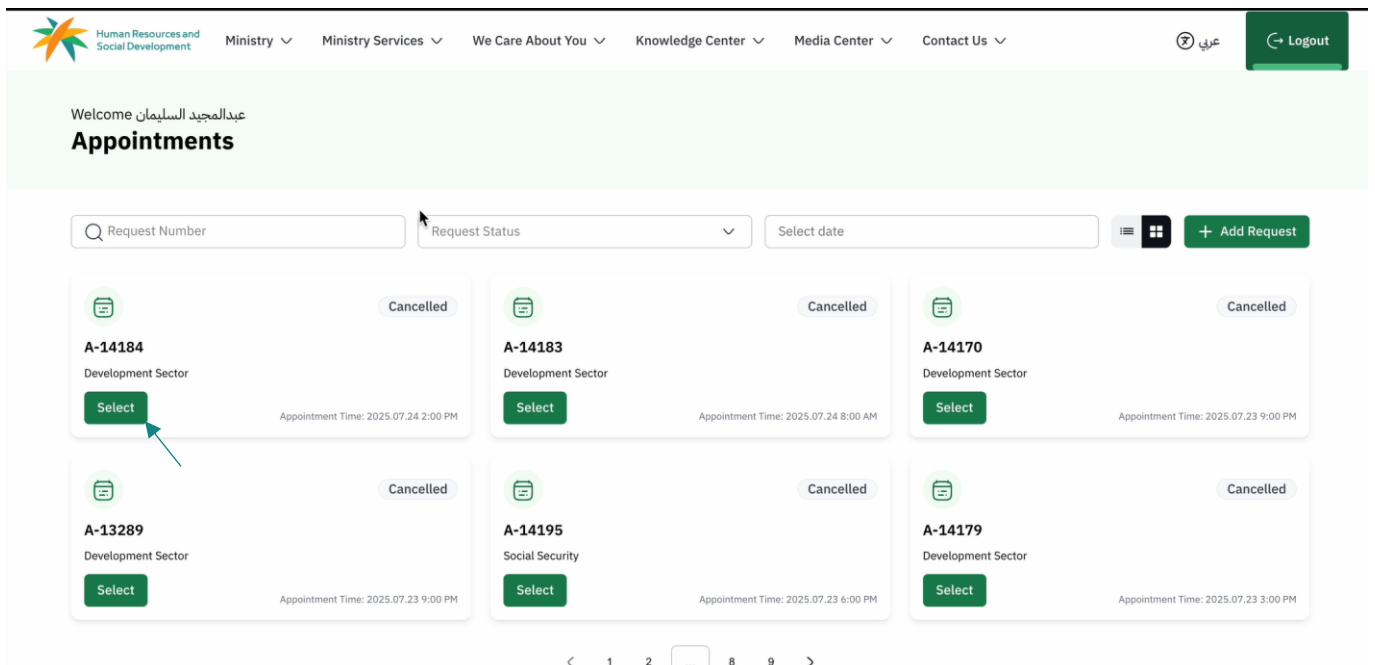 Human Resources and
Social Development
Ministry
Ministry Services
We Care About You
Knowledge Center
Media Center
Contact Us
عربي
Logout
Welcome عبدالمجيد السليمان
Appointments
Request Number
Request Status
Select date
+ Add Request
Cancelled
A-14184
Development Sector
Select
Appointment Time: 2025.07.24 2:00 PM
Cancelled
A-14183
Development Sector
Select
Appointment Time: 2025.07.24 8:00 AM
Cancelled
A-14170
Development Sector
Select
Appointment Time: 2025.07.23 9:00 PM
Cancelled
A-13289
Development Sector
Select
Appointment Time: 2025.07.23 9:00 PM
Cancelled
A-14195
Social Security
Select
Appointment Time: 2025.07.23 6:00 PM
Cancelled
A-14179
Development Sector
Select
Appointment Time: 2025.07.23 3:00 PM
1 2 ... 8 9